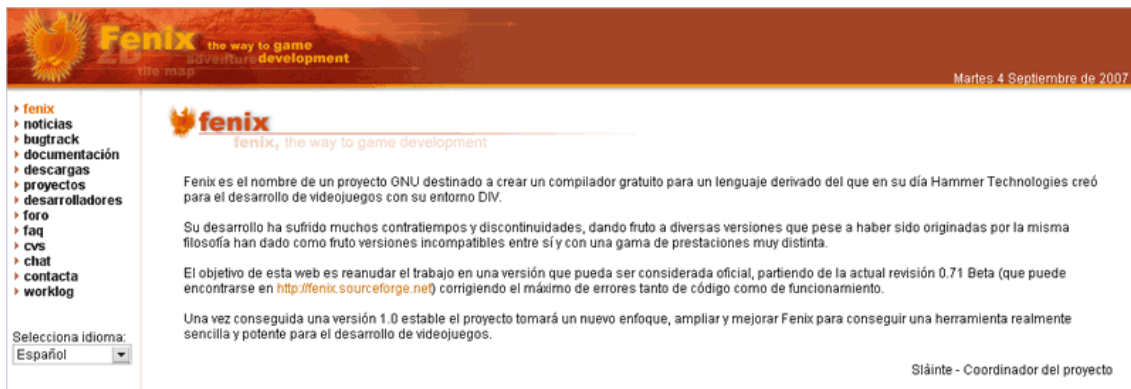 Fenix the way to game
2D adventure development
tile map
Martes 4 Septiembre de 2007
fenix
noticias
bugtrack
documentación
descargas
proyectos
desarrolladores
foro
faq
cvs
chat
contacta
worklog
Selecciona idioma:
Español
fenix
fenix, the way to game development
Fenix es el nombre de un proyecto GNU destinado a crear un compilador gratuito para un lenguaje derivado del que en su día Hammer Technologies creó
para el desarrollo de videojuegos con su entorno DIV.
Su desarrollo ha sufrido muchos contratiempos y discontinuidades, dando fruto a diversas versiones que pese a haber sido originadas por la misma
filosofía han dado como fruto versiones incompatibles entre sí y con una gama de prestaciones muy distinta.
El objetivo de esta web es reanudar el trabajo en una versión que pueda ser considerada oficial, partiendo de la actual revisión 0.71 Beta (que puede
encontrarse en http://fenix.sourceforge.net) corrigiendo el máximo de errores tanto de código como de funcionamiento.
Una vez conseguida una versión 1.0 estable el proyecto tomará un nuevo enfoque, ampliar y mejorar Fenix para conseguir una herramienta realmente
sencilla y potente para el desarrollo de videojuegos.
Slàinte - Coordinador del proyecto